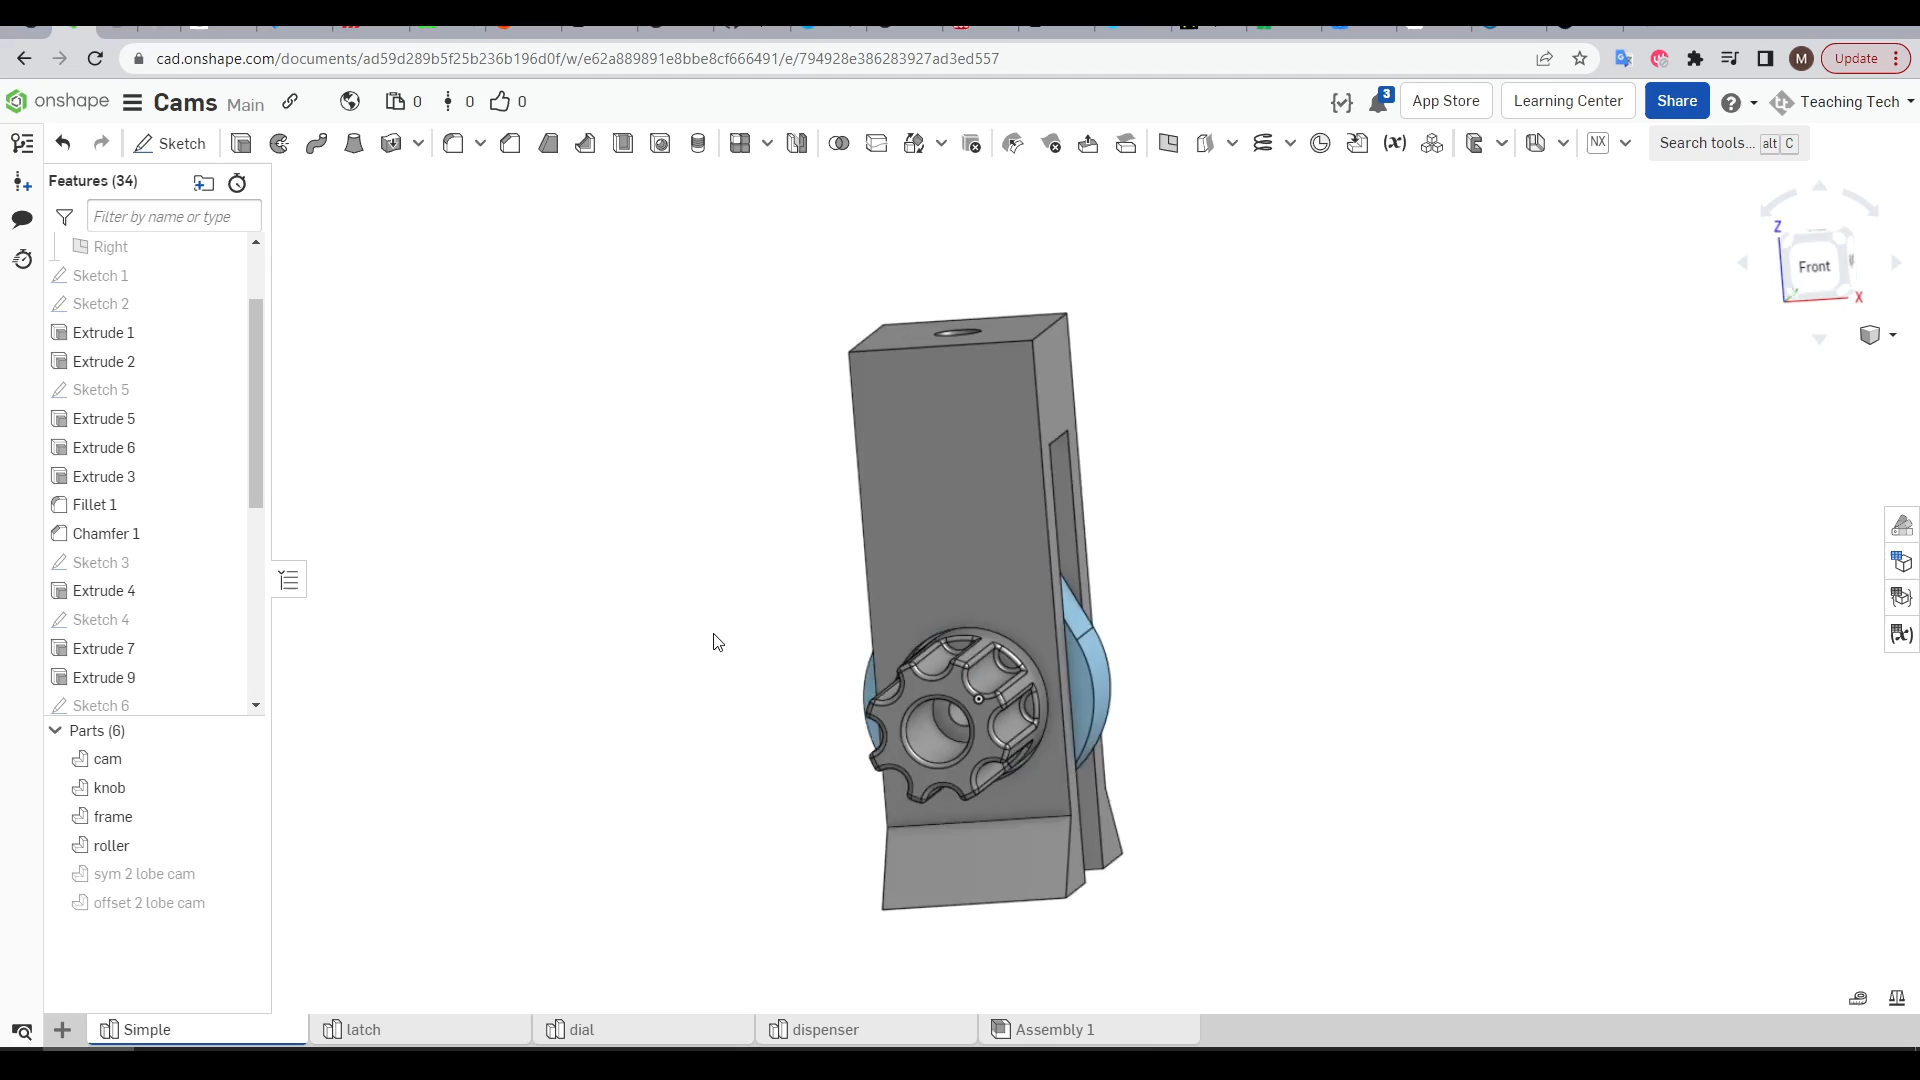 cad.onshape.com/documents/ad59d289b5f25b236b196d0f/w/e62a889891e8bbe8cf666491/e/794928e386283927ad3ed557
M
Update
onshape
Cams
Main
0
0
0
3
App Store
Learning Center
Share
Teaching Tech
Sketch
NX
Search tools...
alt
C
Features (34)
Filter by name or type
Right
Sketch 1
Sketch 2
Extrude 1
Extrude 2
Sketch 5
Extrude 5
Extrude 6
Extrude 3
Fillet 1
Chamfer 1
Sketch 3
Extrude 4
Sketch 4
Extrude 7
Extrude 9
Sketch 6
Parts (6)
cam
knob
frame
roller
sym 2 lobe cam
offset 2 lobe cam
Z
Front
X
Simple
latch
dial
dispenser
Assembly 1